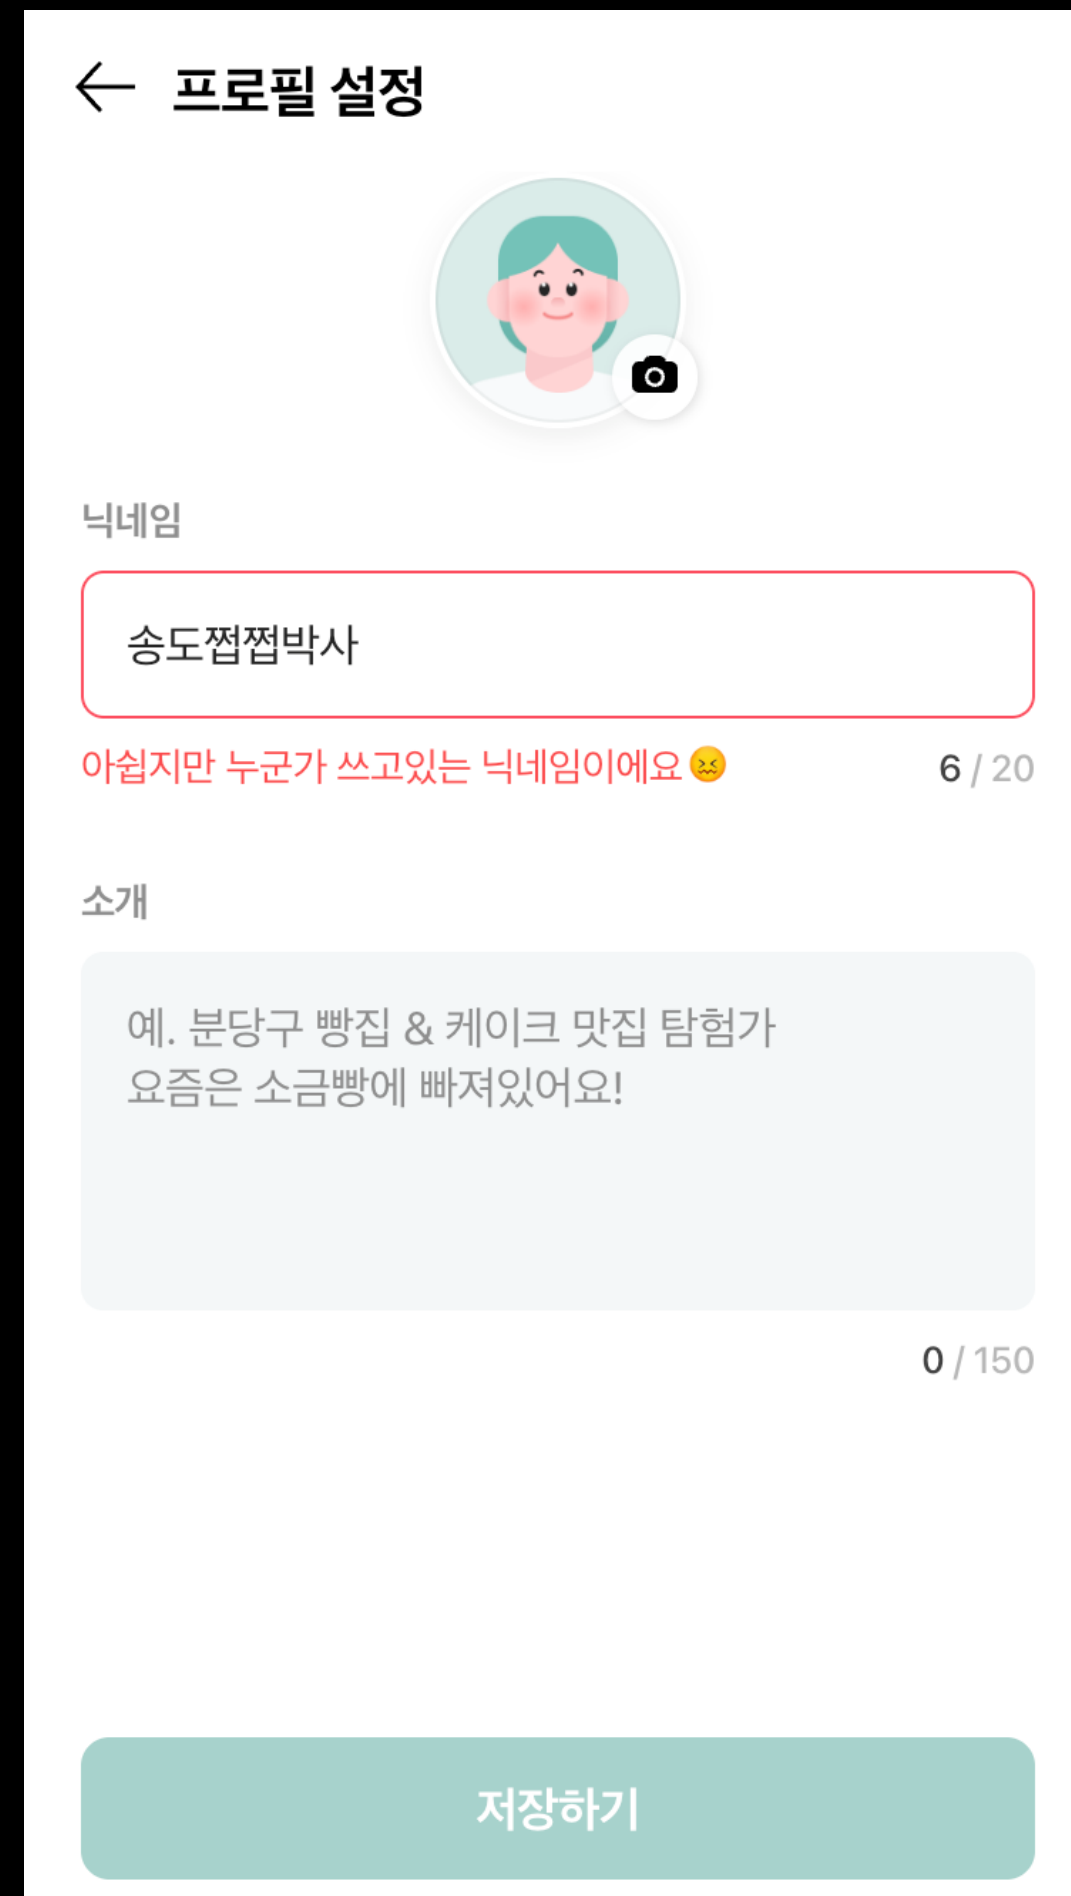 프로필 설정
닉네임
송도쩝쩝박사
아쉽지만 누군가 쓰고있는 닉네임이에요😖
6 / 20
소개
예. 분당구 빵집 & 케이크 맛집 탐험가
요즘은 소금빵에 빠져있어요!
0 / 150
저장하기